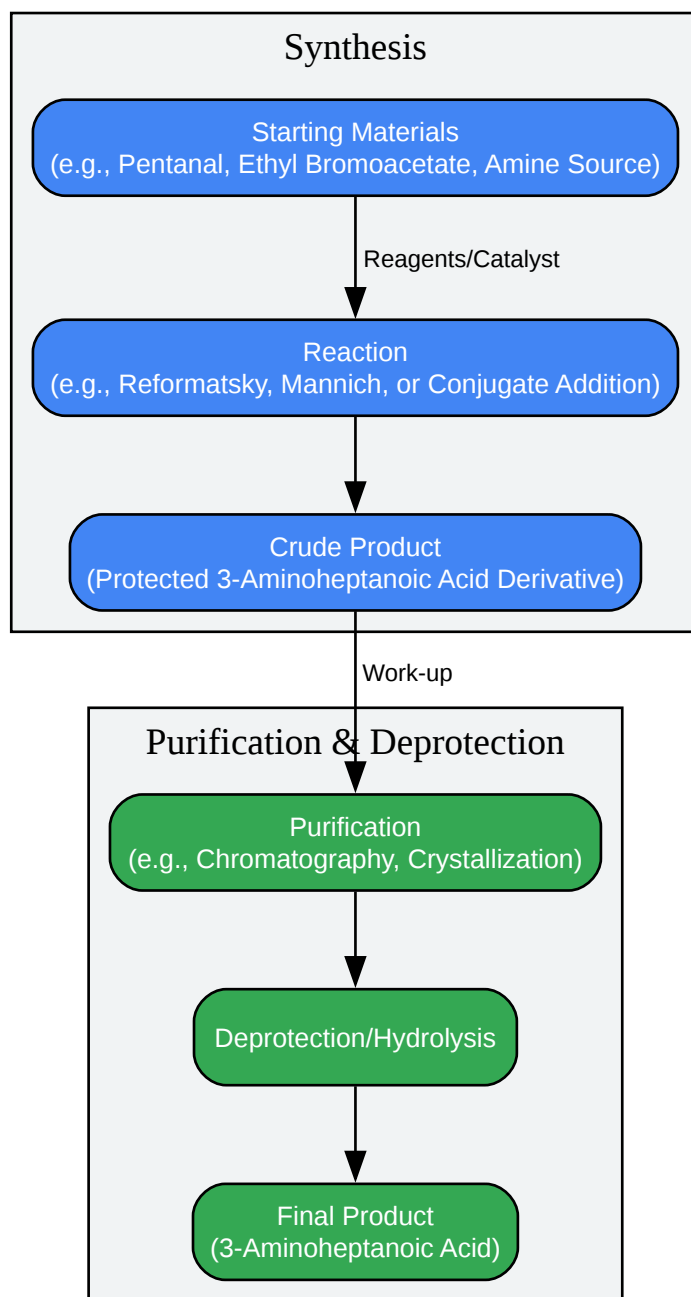 Synthesis
Starting Materials
(e.g., Pentanal, Ethyl Bromoacetate, Amine Source)
Reagents/Catalyst
Reaction
(e.g., Reformatsky, Mannich, or Conjugate Addition)
Crude Product
(Protected 3-Aminoheptanoic Acid Derivative)
Work-up
Purification & Deprotection
Purification
(e.g., Chromatography, Crystallization)
Deprotection/Hydrolysis
Final Product
(3-Aminoheptanoic Acid)